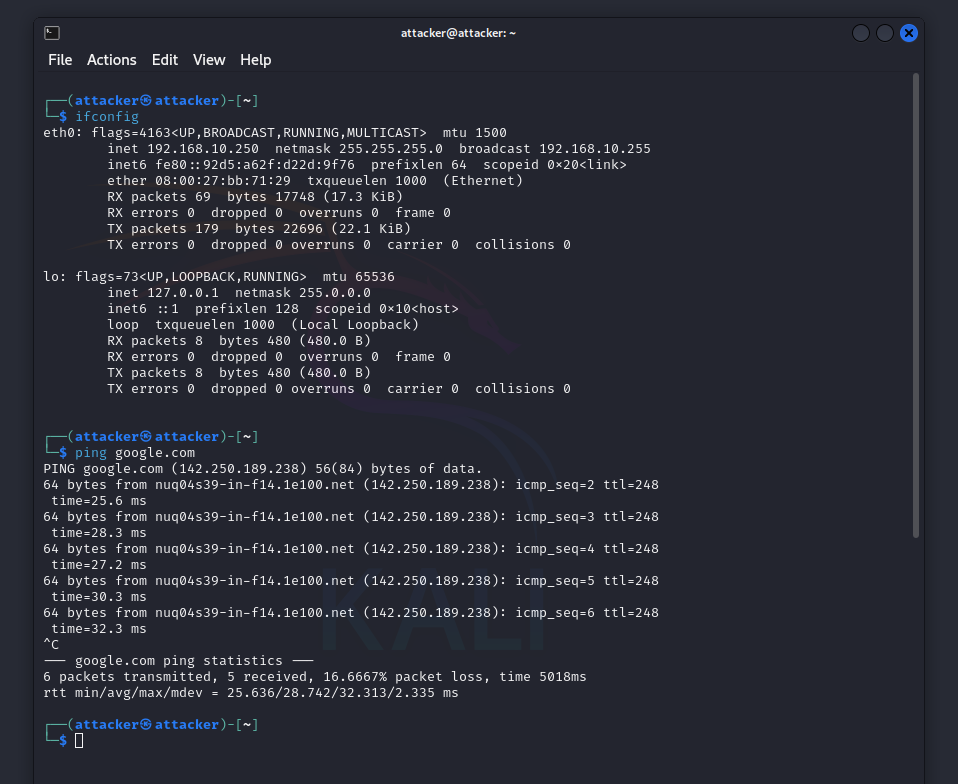 attacker@attacker: ~
File Actions Edit View Help
┌──(attacker㉿attacker)-[~]
└─$ ifconfig
eth0: flags=4163<UP,BROADCAST,RUNNING,MULTICAST>  mtu 1500
        inet 192.168.10.250  netmask 255.255.255.0  broadcast 192.168.10.255
        inet6 fe80::92d5:a62f:d22d:9f76  prefixlen 64  scopeid 0×20<link>
        ether 08:00:27:bb:71:29  txqueuelen 1000  (Ethernet)
        RX packets 69  bytes 17748 (17.3 KiB)
        RX errors 0  dropped 0  overruns 0  frame 0
        TX packets 179  bytes 22696 (22.1 KiB)
        TX errors 0  dropped 0 overruns 0  carrier 0  collisions 0
lo: flags=73<UP,LOOPBACK,RUNNING>  mtu 65536
        inet 127.0.0.1  netmask 255.0.0.0
        inet6 ::1  prefixlen 128  scopeid 0×10<host>
        loop  txqueuelen 1000  (Local Loopback)
        RX packets 8  bytes 480 (480.0 B)
        RX errors 0  dropped 0  overruns 0  frame 0
        TX packets 8  bytes 480 (480.0 B)
        TX errors 0  dropped 0 overruns 0  carrier 0  collisions 0
┌──(attacker㉿attacker)-[~]
└─$ ping google.com
PING google.com (142.250.189.238) 56(84) bytes of data.
64 bytes from nuq04s39-in-f14.1e100.net (142.250.189.238): icmp_seq=2 ttl=248
 time=25.6 ms
64 bytes from nuq04s39-in-f14.1e100.net (142.250.189.238): icmp_seq=3 ttl=248
 time=28.3 ms
64 bytes from nuq04s39-in-f14.1e100.net (142.250.189.238): icmp_seq=4 ttl=248
 time=27.2 ms
64 bytes from nuq04s39-in-f14.1e100.net (142.250.189.238): icmp_seq=5 ttl=248
 time=30.3 ms
64 bytes from nuq04s39-in-f14.1e100.net (142.250.189.238): icmp_seq=6 ttl=248
 time=32.3 ms
^C
--- google.com ping statistics ---
6 packets transmitted, 5 received, 16.6667% packet loss, time 5018ms
rtt min/avg/max/mdev = 25.636/28.742/32.313/2.335 ms
┌──(attacker㉿attacker)-[~]
└─$
KALI